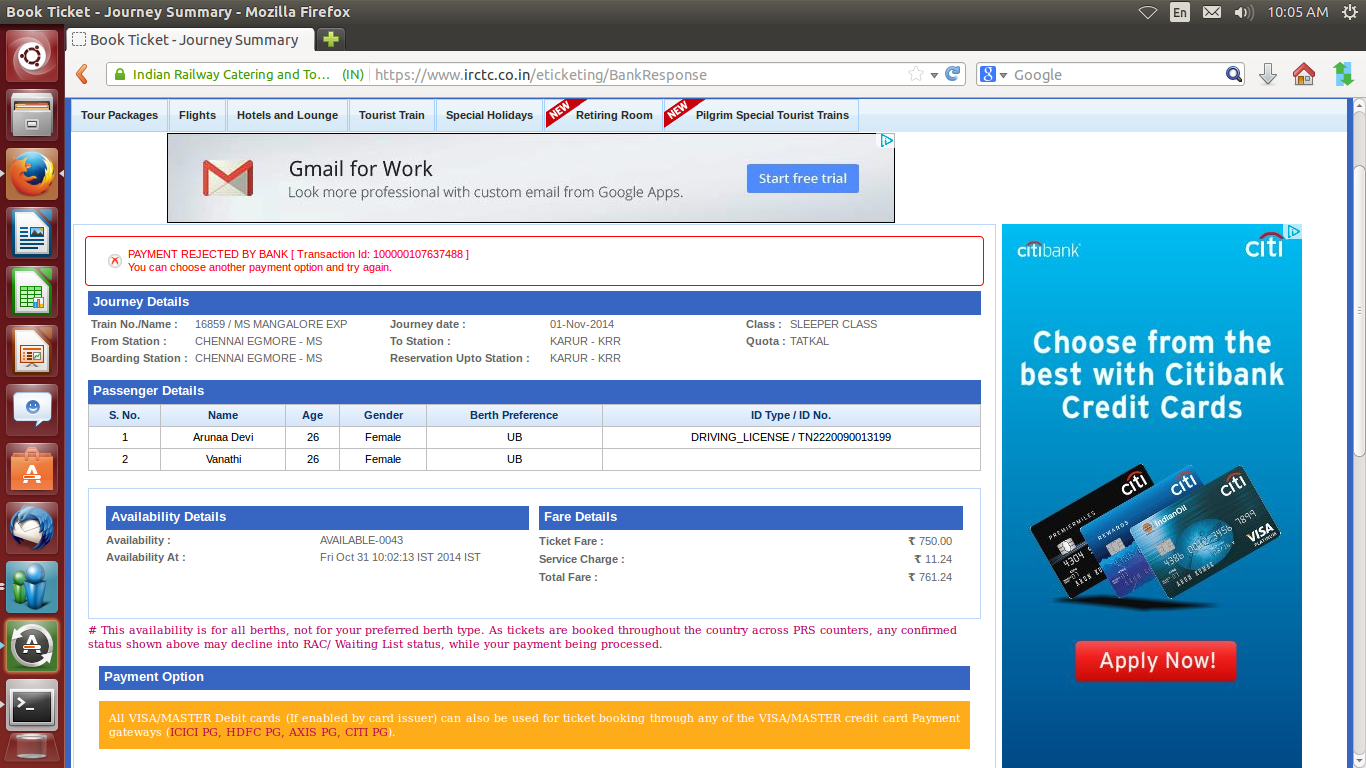 Book Ticket - Journey Summary - Mozilla Firefox
En
10:05 AM
Book Ticket - Journey Summary
Indian Railway Catering and To... (IN) https://www.irctc.co.in/eticketing/BankResponse
Google
Tour Packages Flights Hotels and Lounge Tourist Train Special Holidays NEW Retiring Room NEW Pilgrim Special Tourist Trains
Gmail for Work
Look more professional with custom email from Google Apps.
Start free trial
PAYMENT REJECTED BY BANK [ Transaction Id: 100000107637488 ]
You can choose another payment option and try again.
Journey Details
Train No./Name : 16859 / MS MANGALORE EXP Journey date : 01-Nov-2014 Class : SLEEPER CLASS
From Station : CHENNAI EGMORE - MS To Station : KARUR - KRR Quota : TATKAL
Boarding Station : CHENNAI EGMORE - MS Reservation Upto Station : KARUR - KRR
Passenger Details
S. No. Name Age Gender Berth Preference ID Type / ID No.
1 Arunaa Devi 26 Female UB DRIVING_LICENSE / TN2220090013199
2 Vanathi 26 Female UB
Availability Details
Availability : AVAILABLE-0043
Availability At : Fri Oct 31 10:02:13 IST 2014 IST
Fare Details
Ticket Fare : ₹ 750.00
Service Charge : ₹ 11.24
Total Fare : ₹ 761.24
# This availability is for all berths, not for your preferred berth type. As tickets are booked throughout the country across PRS counters, any confirmed
status shown above may decline into RAC/ Waiting List status, while your payment being processed.
Payment Option
All VISA/MASTER Debit cards (If enabled by card issuer) can also be used for ticket booking through any of the VISA/MASTER credit card Payment
gateways (ICICI PG, HDFC PG, AXIS PG, CITI PG).
citibank
citi
Choose from the
best with Citibank
Credit Cards
PREMIERMILES
citi
REWARDS
citi
IndianOil
citi
VISA
PLATINUM
Apply Now!